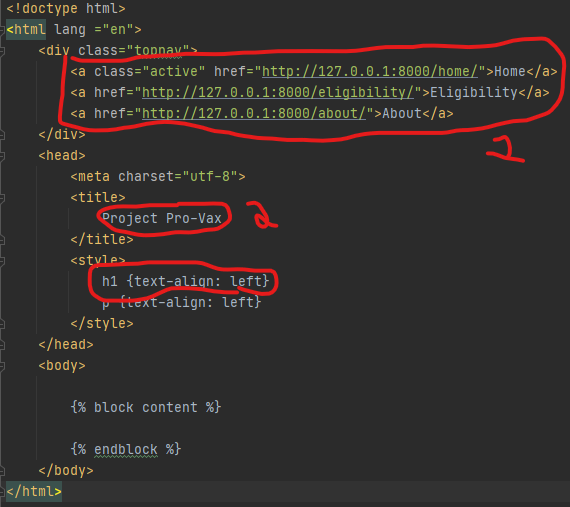 <!doctype html>
<html lang ="en">
<div class="topnav">
<a class="active" href="http://127.0.0.1:8000/home/">Home</a>
<a href="http://127.0.0.1:8000/eligibility/">Eligibility</a>
<a href="http://127.0.0.1:8000/about/">About</a>
</div>
<head>
<meta charset="utf-8">
<title>
Project Pro-Vax
</title>
<style>
h1 {text-align: left}
p {text-align: left}
</style>
</head>
<body>
{% block content %}
{% endblock %}
</body>
</html>